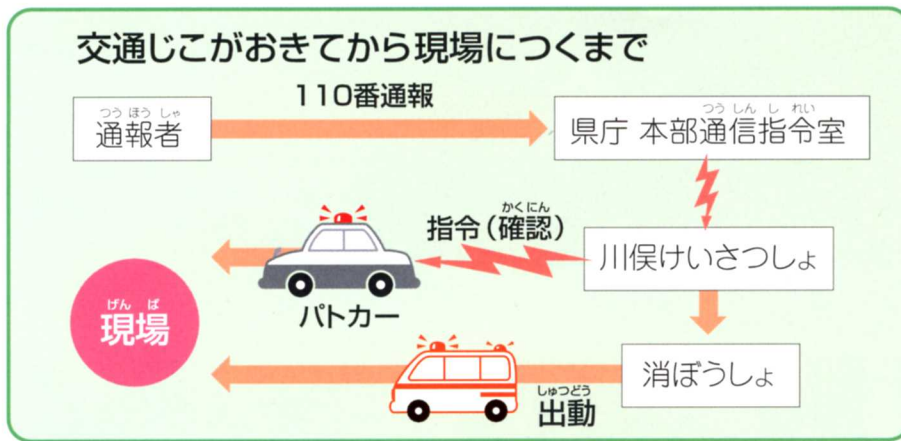 交通じこがおきてから現場につくまで
110番通報
つうほうしゃ
通報者
つうしんしれい
県庁 本部通信指令室
かくにん
指令（確認）
川俣けいさつしょ
パトカー
げんば
現場
消ぼうしょ
しゅつどう
出動